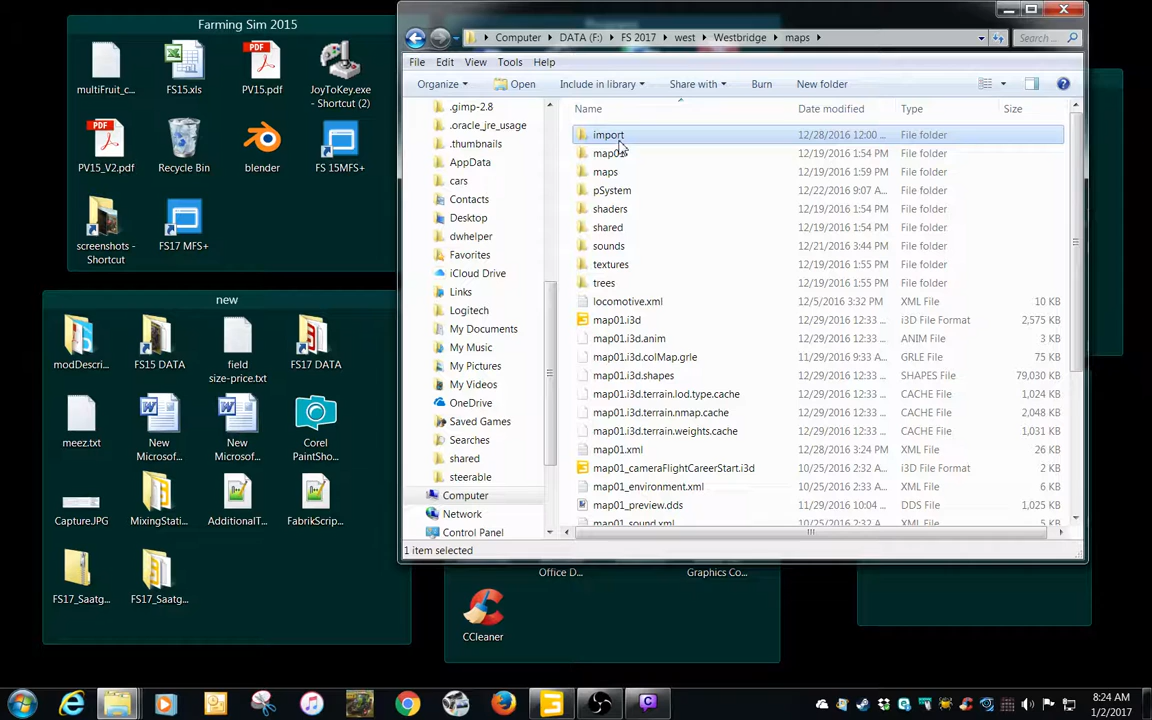 Farming Sim 2015
multiFruit_c...
FS15.xls
PV15.pdf
JoyToKey.exe
- Shortcut (2)
PV15_V2.pdf
Recycle Bin
blender
FS 15MFS+
screenshots -
Shortcut
FS17 MFS+
new
modDescri...
FS15 DATA
field
size-price.txt
FS17 DATA
meez.txt
New
Microsof...
New
Microsof...
Corel
PaintSho...
Capture.JPG
MixingStati...
AdditionalT...
FabrikScrip...
FS17_Saatg...
FS17_Saatg...
Computer
DATA (F:)
FS 2017
west
Westbridge
maps
Search ...
File
Edit
View
Tools
Help
Organize
Open
Include in library
Share with
Burn
New folder
.gimp-2.8
.oracle_jre_usage
.thumbnails
AppData
cars
Contacts
Desktop
dwhelper
Favorites
iCloud Drive
Links
Logitech
My Documents
My Music
My Pictures
My Videos
OneDrive
Saved Games
Searches
shared
steerable
Computer
Network
Control Panel
Name Date modified Type Size
import 12/28/2016 12:00 ... File folder
map01 12/19/2016 1:54 PM File folder
maps 12/19/2016 1:59 PM File folder
pSystem 12/22/2016 9:07 A... File folder
shaders 12/19/2016 1:54 PM File folder
shared 12/19/2016 1:54 PM File folder
sounds 12/21/2016 3:44 PM File folder
textures 12/19/2016 1:55 PM File folder
trees 12/19/2016 1:55 PM File folder
locomotive.xml 12/5/2016 3:32 PM XML File 10 KB
map01.i3d 12/29/2016 12:33 ... i3D File Format 2,575 KB
map01.i3d.anim 12/29/2016 12:33 ... ANIM File 3 KB
map01.i3d.colMap.grle 11/29/2016 9:33 A... GRLE File 75 KB
map01.i3d.shapes 12/29/2016 12:33 ... SHAPES File 79,030 KB
map01.i3d.terrain.lod.type.cache 12/29/2016 12:33 ... CACHE File 1,024 KB
map01.i3d.terrain.nmap.cache 12/29/2016 12:33 ... CACHE File 2,048 KB
map01.i3d.terrain.weights.cache 12/29/2016 12:33 ... CACHE File 1,031 KB
map01.xml 12/28/2016 3:24 PM XML File 26 KB
map01_cameraFlightCareerStart.i3d 10/25/2016 2:32 A... i3D File Format 2 KB
map01_environment.xml 10/25/2016 2:33 A... XML File 6 KB
map01_preview.dds 11/29/2016 10:04 ... DDS File 1,025 KB
map01_sound.xml 10/25/2016 2:32 A... XML File 5 KB
1 item selected
Office D...
Graphics Co...
CCleaner
8:24 AM
1/2/2017